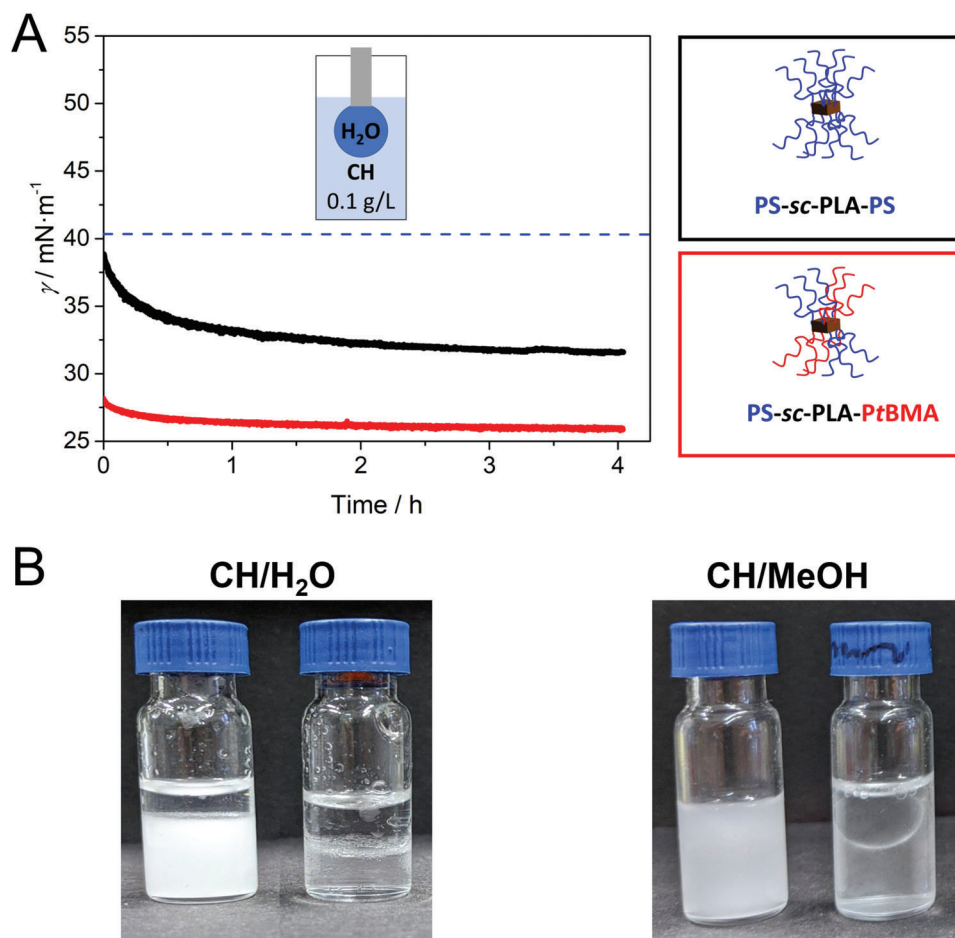 A
55
50
45
40
35
30
25
γ / mN·m⁻¹
0
1
2
3
4
Time / h
H₂O
CH
0.1 g/L
PS-sc-PLA-PS
PS-sc-PLA-PtBMA
B
CH/H₂O
CH/MeOH